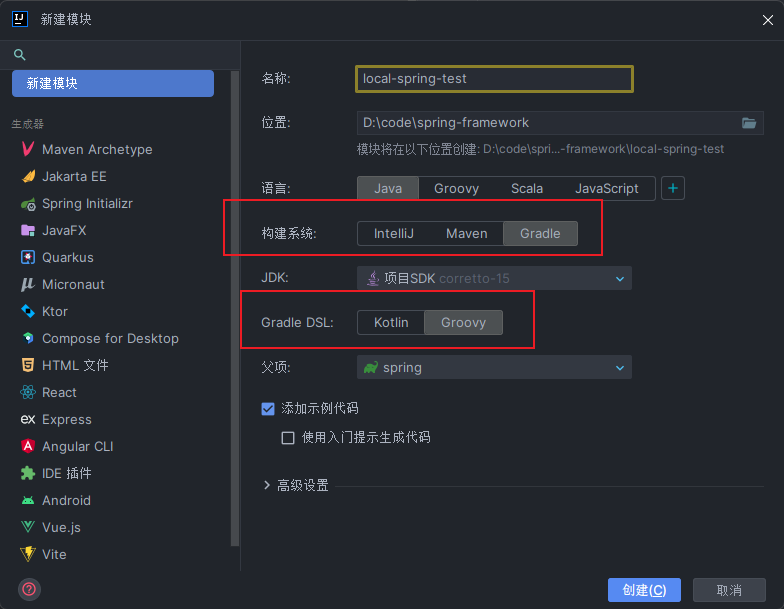 新建模块
新建模块
生成器
Maven Archetype
Jakarta EE
Spring Initializr
JavaFX
Quarkus
Micronaut
Ktor
Compose for Desktop
HTML 文件
React
Express
Angular CLI
IDE 插件
Android
Vue.js
Vite
名称: local-spring-test
位置: D:\code\spring-framework
模块将在以下位置创建: D:\code\spri...-framework\local-spring-test
语言: Java Groovy Scala JavaScript +
构建系统: IntelliJ Maven Gradle
JDK: 项目SDK corretto-15
Gradle DSL: Kotlin Groovy
父项: spring
添加示例代码
使用入门提示生成代码
高级设置
? 创建(C) 取消